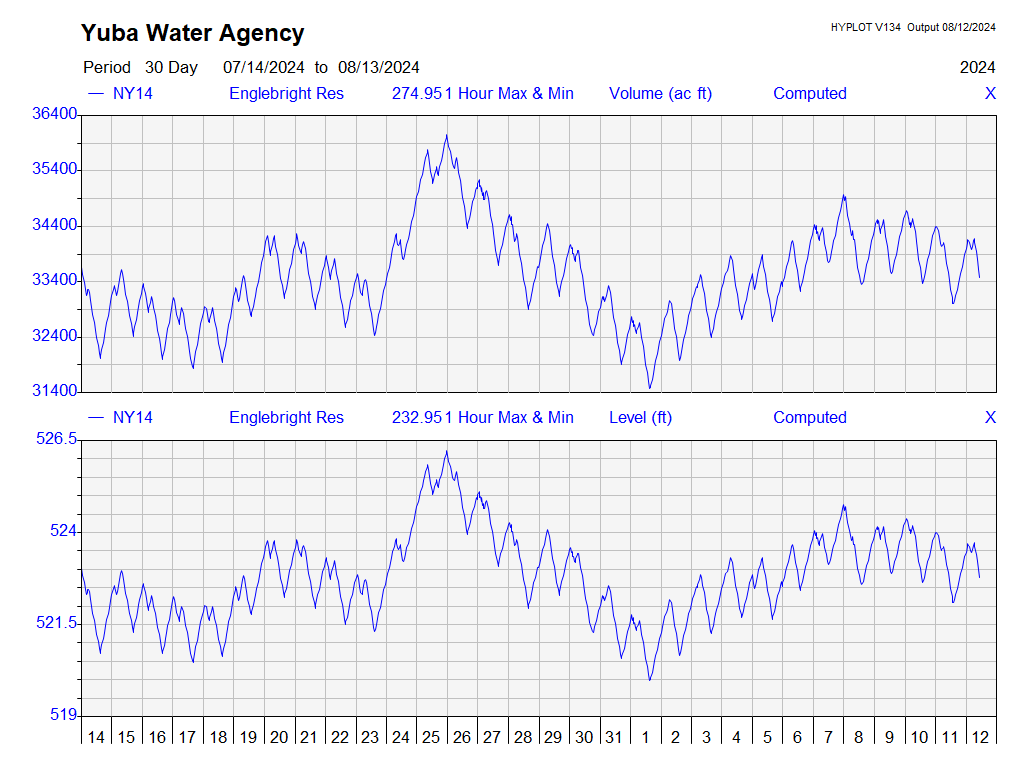 Yuba Water Agency
HYPLOT V134 Output 08/12/2024
Period 30 Day 07/14/2024 to 08/13/2024
2024
NY14 Englebright Res 274.951 Hour Max & Min Volume (ac ft) Computed X
36400
35400
34400
33400
32400
31400
NY14 Englebright Res 232.951 Hour Max & Min Level (ft) Computed X
526.5
524
521.5
519
14 15 16 17 18 19 20 21 22 23 24 25 26 27 28 29 30 31 1 2 3 4 5 6 7 8 9 10 11 12